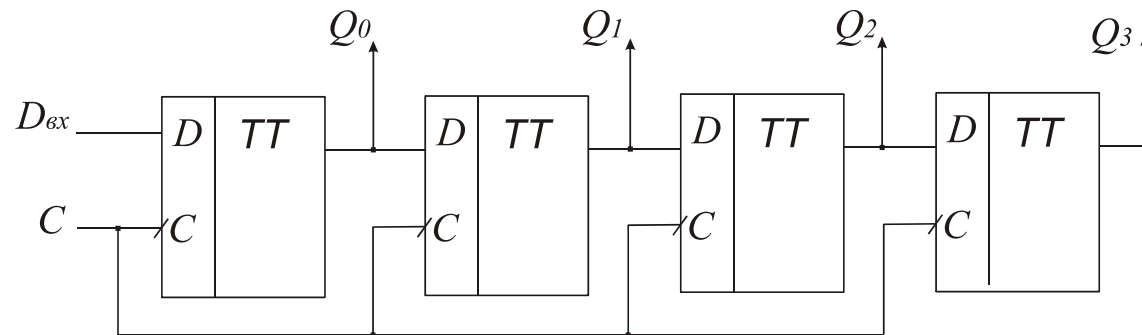 Q0 Q1 Q2 Q3
Dвх D TT D TT D TT D TT
C C C C C